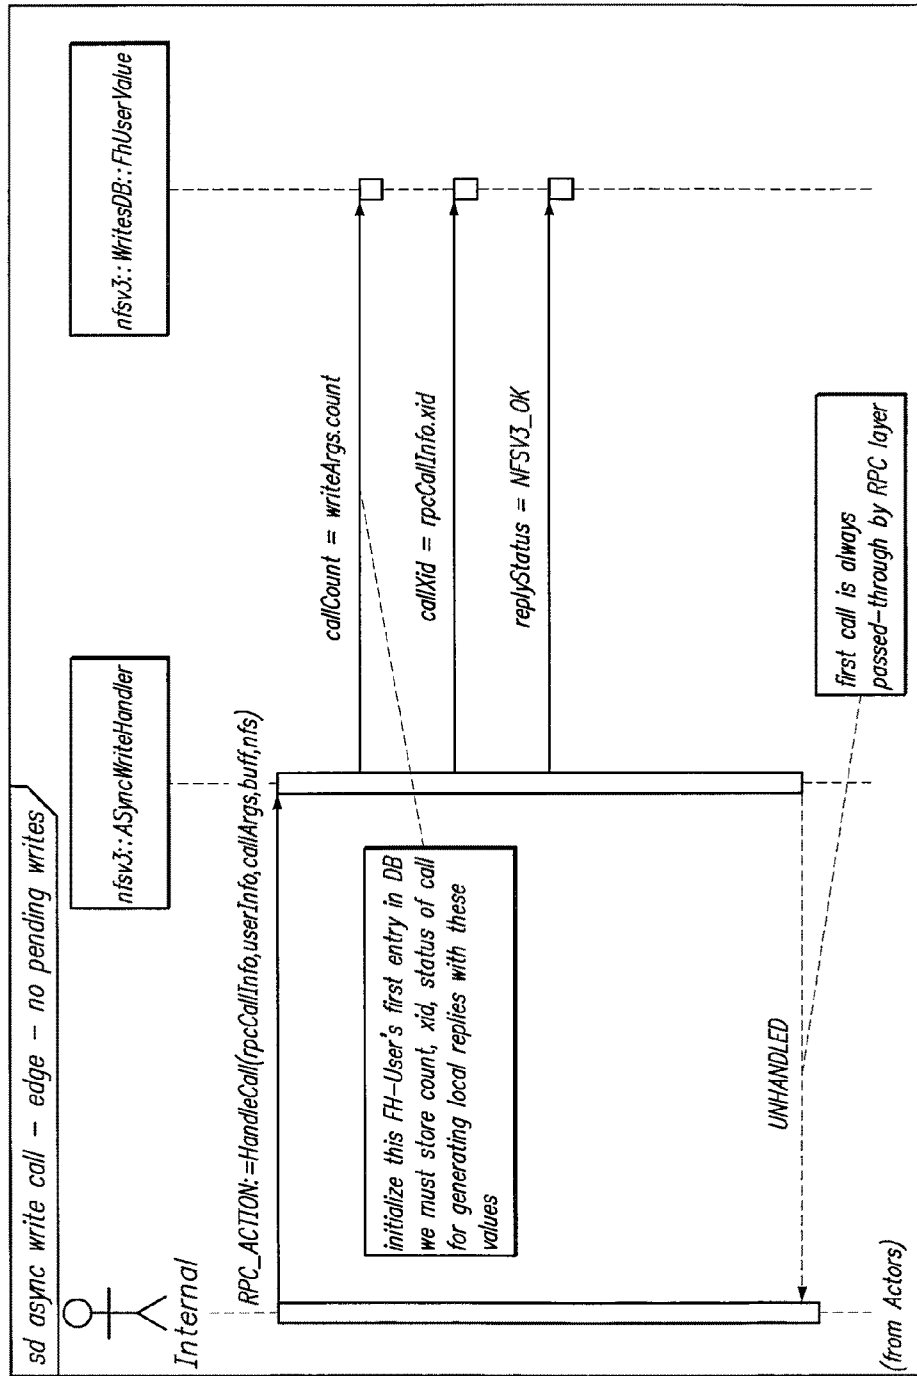 sd async write call – edge – no pending writes
Internal
nfsv3::ASyncWriteHandler
nfsv3::WritesDB::FhUserValue
RPC_ACTION:=HandleCall(rpcCallInfo,userInfo,callArgs,buff,nfs)
callCount = writeArgs.count
initialize this FH-User's first entry in DB
we must store count, xid, status of call
for generating local replies with these
values
callXid = rpcCallInfo.xid
replyStatus = NFSV3_OK
UNHANDLED
first call is always
passed-through by RPC layer
(from Actors)